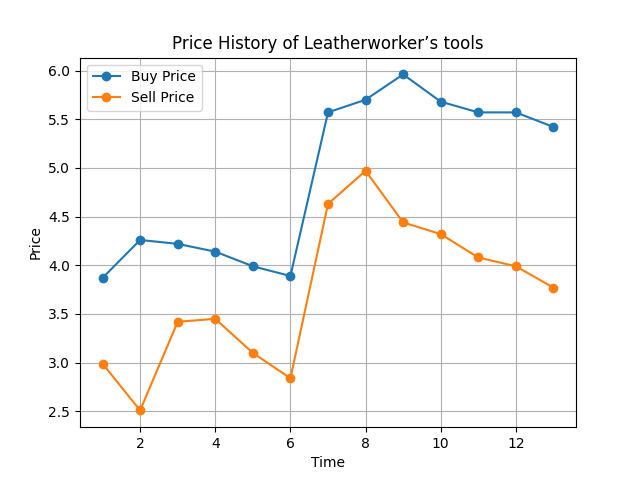 Price History of Leatherworker’s tools
Buy Price
Sell Price
6.0
5.5
5.0
4.5
4.0
3.5
3.0
2.5
Price
2 4 6 8 10 12
Time